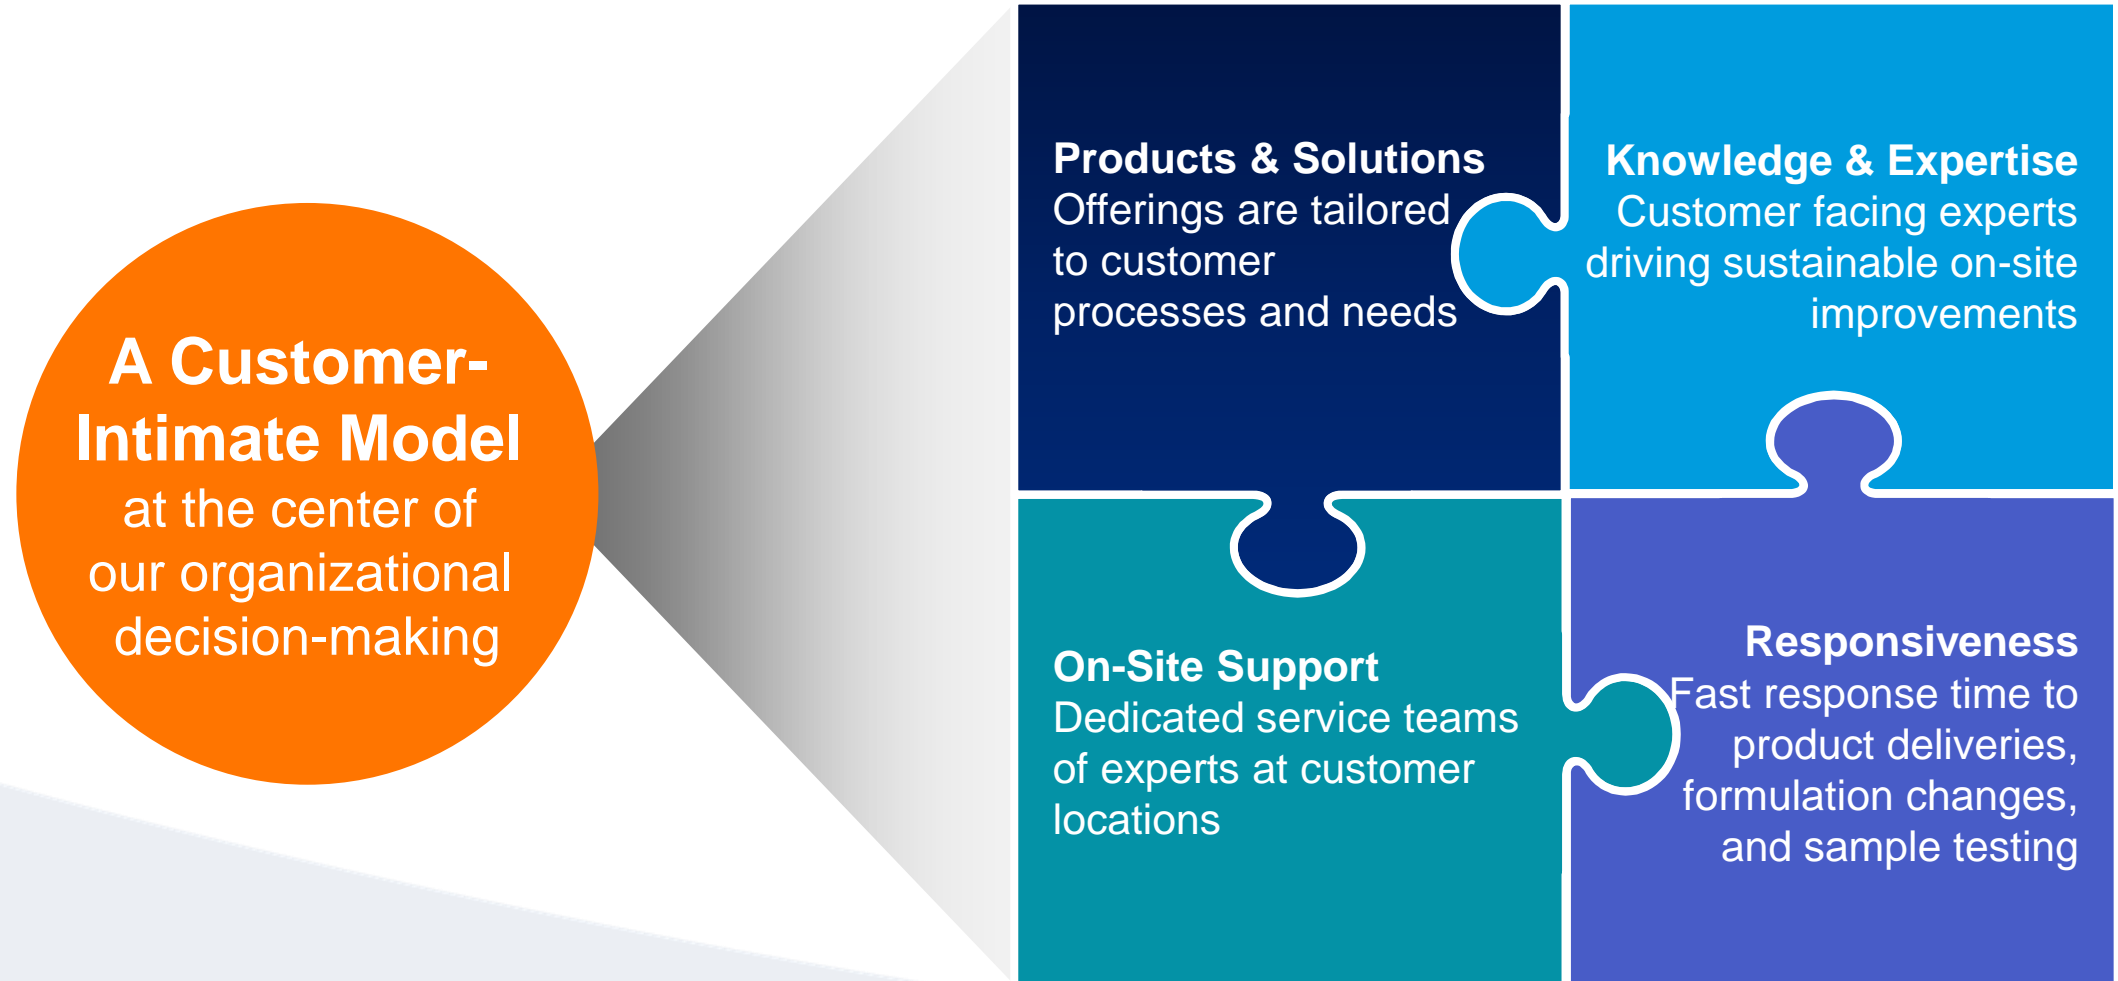 A Customer-
Intimate Model
at the center of
our organizational
decision-making
Products & Solutions
Offerings are tailored
to customer
processes and needs
Knowledge & Expertise
Customer facing experts
driving sustainable on-site
improvements
On-Site Support
Dedicated service teams
of experts at customer
locations
Responsiveness
Fast response time to
product deliveries,
formulation changes,
and sample testing